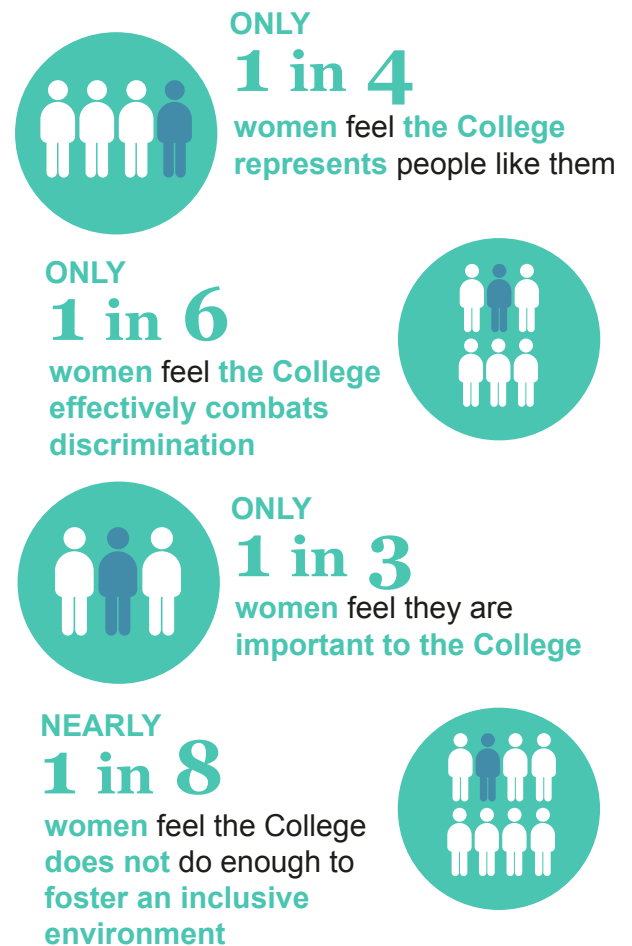 ONLY
1 in 4
women feel the College
represents people like them
ONLY
1 in 6
women feel the College
effectively combats
discrimination
ONLY
1 in 3
women feel they are
important to the College
NEARLY
1 in 8
women feel the College
does not do enough to
foster an inclusive
environment